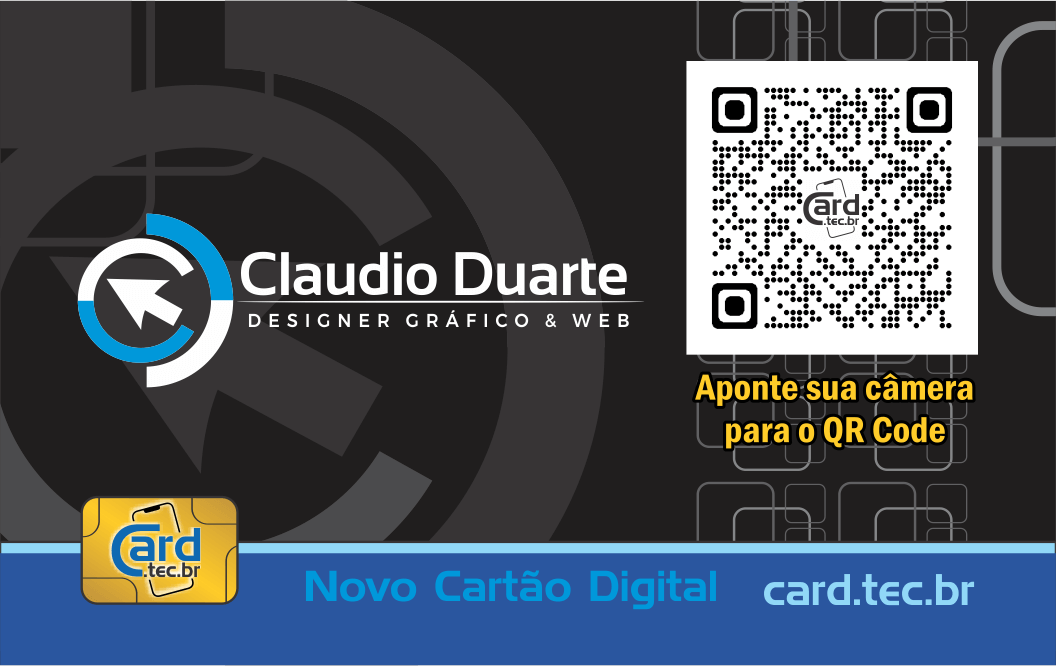 Claudio Duarte
DESIGNER GRÁFICO & WEB
Card
.tec.br
Aponte sua câmera
para o QR Code
Card
.tec.br
Novo Cartão Digital
card.tec.br